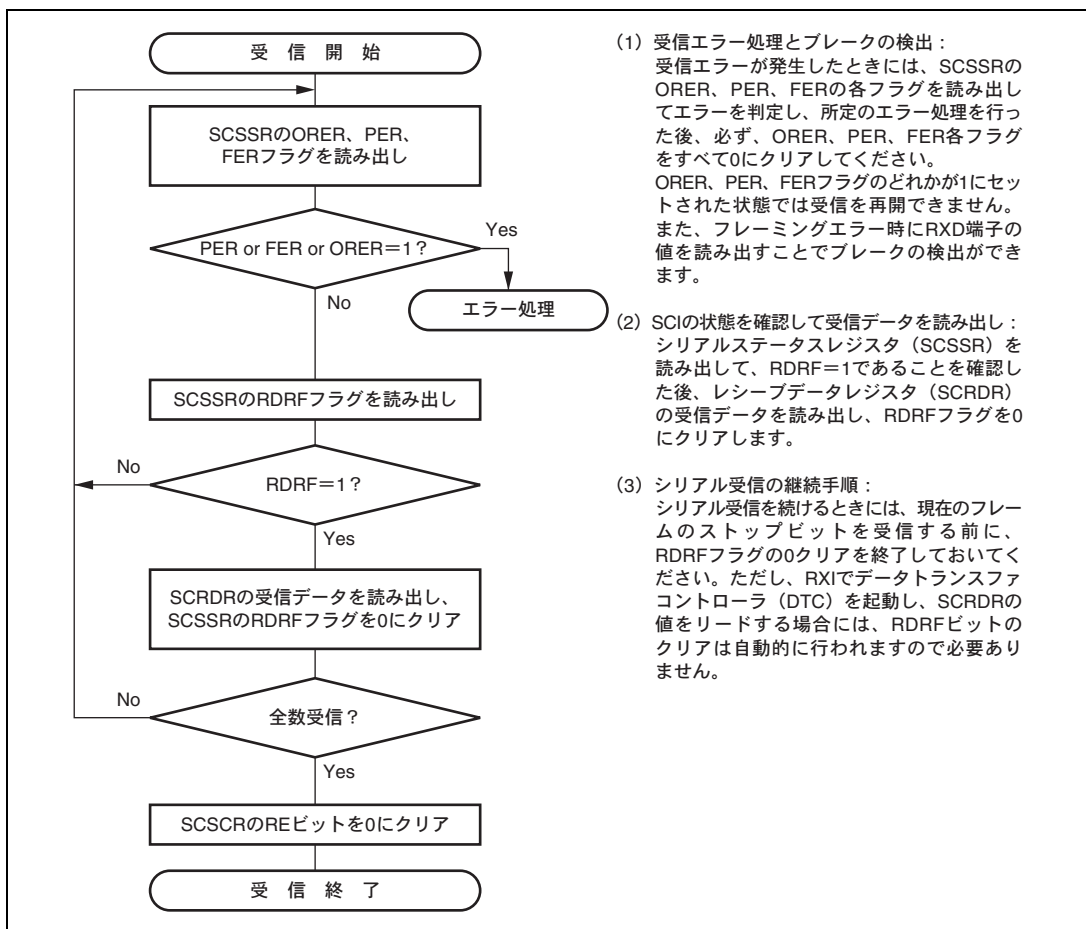 受 信 開 始
SCSSRのORER、PER、
FERフラグを読み出し
PER or FER or ORER＝1？
Yes
エラー処理
No
SCSSRのRDRFフラグを読み出し
No
RDRF＝1？
Yes
SCRDRの受信データを読み出し、
SCSSRのRDRFフラグを0にクリア
No
全数受信？
Yes
SCSCRのREビットを0にクリア
受 信 終 了
（1）受信エラー処理とブレークの検出：
受信エラーが発生したときには、SCSSRの
ORER、PER、FERの各フラグを読み出し
てエラーを判定し、所定のエラー処理を行っ
た後、必ず、ORER、PER、FER各フラグ
をすべて0にクリアしてください。
ORER、PER、FERフラグのどれかが1にセッ
トされた状態では受信を再開できません。
また、フレーミングエラー時にRXD端子の
値を読み出すことでブレークの検出ができ
ます。
（2）SCIの状態を確認して受信データを読み出し：
シリアルステータスレジスタ（SCSSR）を
読み出して、RDRF＝1であることを確認し
た後、レシーブデータレジスタ（SCRDR）
の受信データを読み出し、RDRFフラグを0
にクリアします。
（3）シリアル受信の継続手順：
シリアル受信を続けるときには、現在のフレー
ムのストップビットを受信する前に、
RDRFフラグの0クリアを終了しておいてく
ださい。ただし、RXIでデータトランスファ
コントローラ（DTC）を起動し、SCRDRの
値をリードする場合には、RDRFビットの
クリアは自動的に行われますので必要あり
ません。